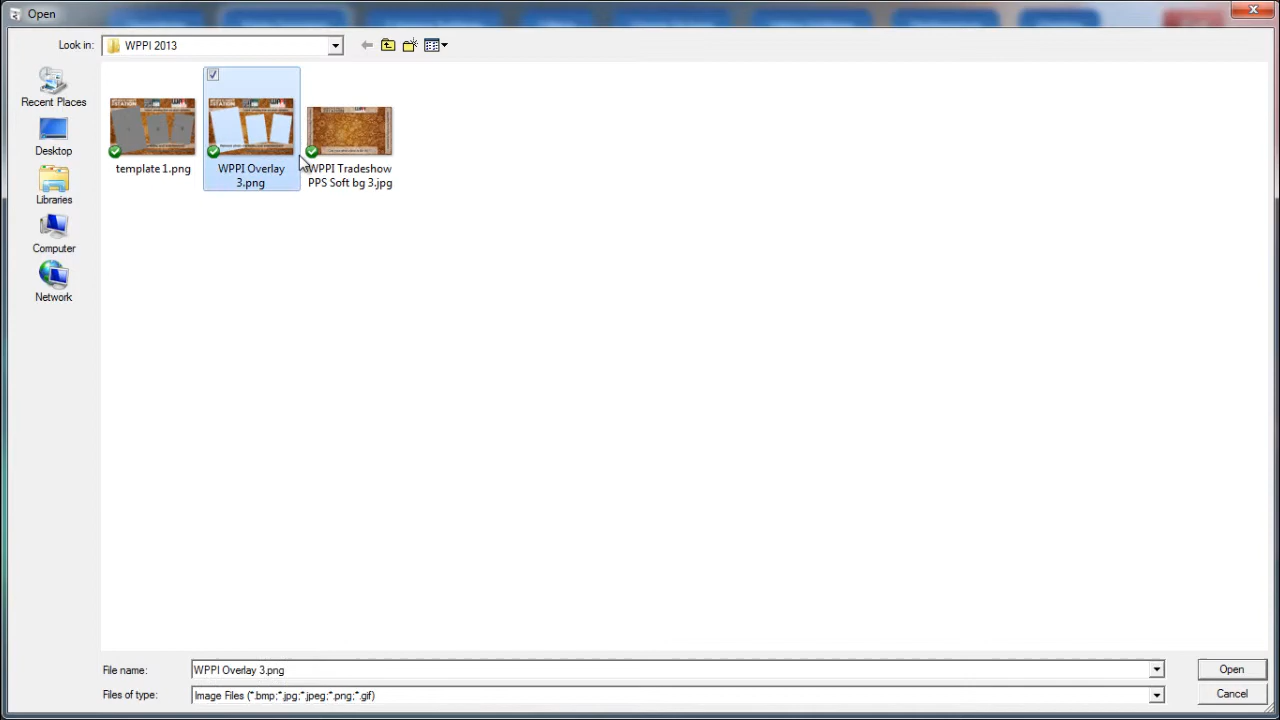 Open
Look in:
WPPI 2013
Recent Places
Desktop
Libraries
Computer
Network
template 1.png
WPPI Overlay
3.png
WPPI Tradeshow
PPS Soft bg 3.jpg
File name:
WPPI Overlay 3.png
Open
Files of type:
Image Files (*.bmp;*.jpg;*.jpeg;*.png;*.gif)
Cancel